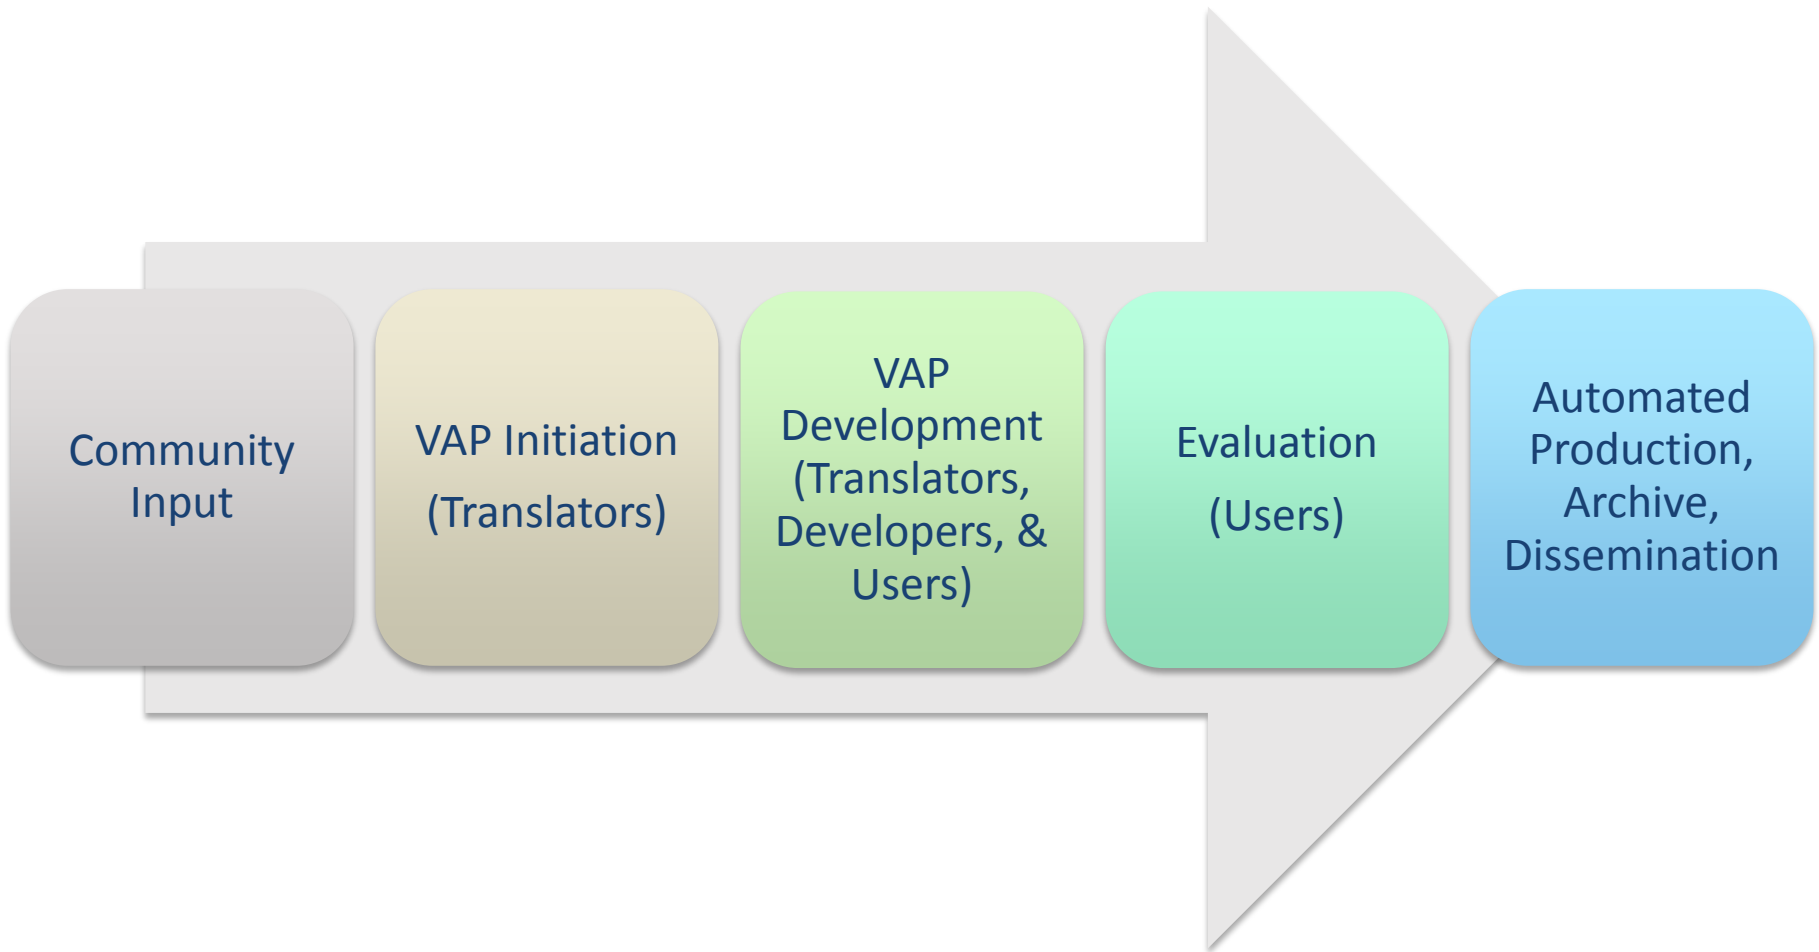 Community
Input
VAP Initiation
(Translators)
VAP
Development
(Translators,
Developers, &
Users)
Evaluation
(Users)
Automated
Production,
Archive,
Dissemination